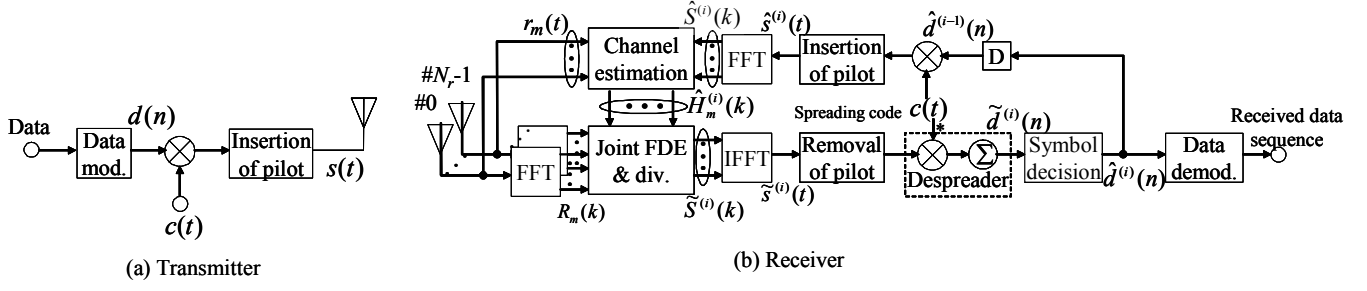 Data
Data
mod.
d(n)
c(t)
Insertion
of pilot
s(t)
(a) Transmitter
#N_r-1
#0
r_m(t)
Channel
estimation
Ŝ^(i)(k)
FFT
ŝ^(i)(t)
Insertion
of pilot
d̂^(i−1)(n)
D
Ĥ_m^(i)(k)
Spreading code
c(t)
*
FFT
R_m(k)
Joint FDE
& div.
S̃^(i)(k)
IFFT
s̃^(i)(t)
Removal
of pilot
Σ
Despreader
d̃^(i)(n)
Symbol
decision
d̂^(i)(n)
Data
demod.
Received data
sequence
(b) Receiver